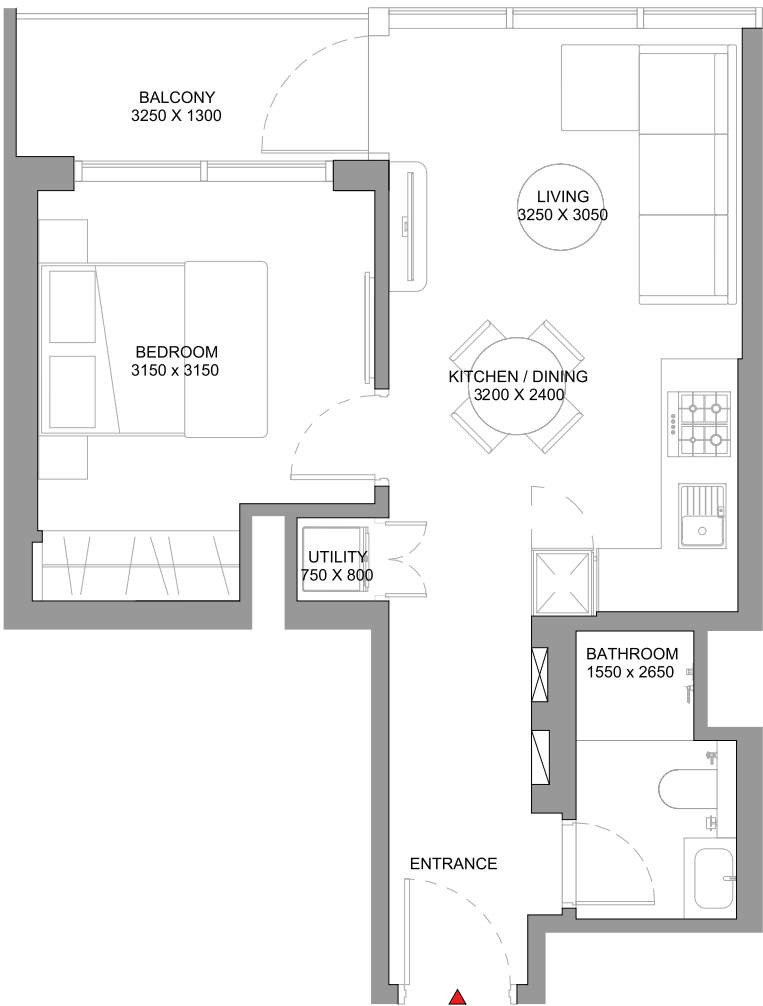 BALCONY
3250 X 1300
LIVING
3250 X 3050
BEDROOM
3150 x 3150
KITCHEN / DINING
3200 X 2400
UTILITY
750 X 800
BATHROOM
1550 x 2650
ENTRANCE